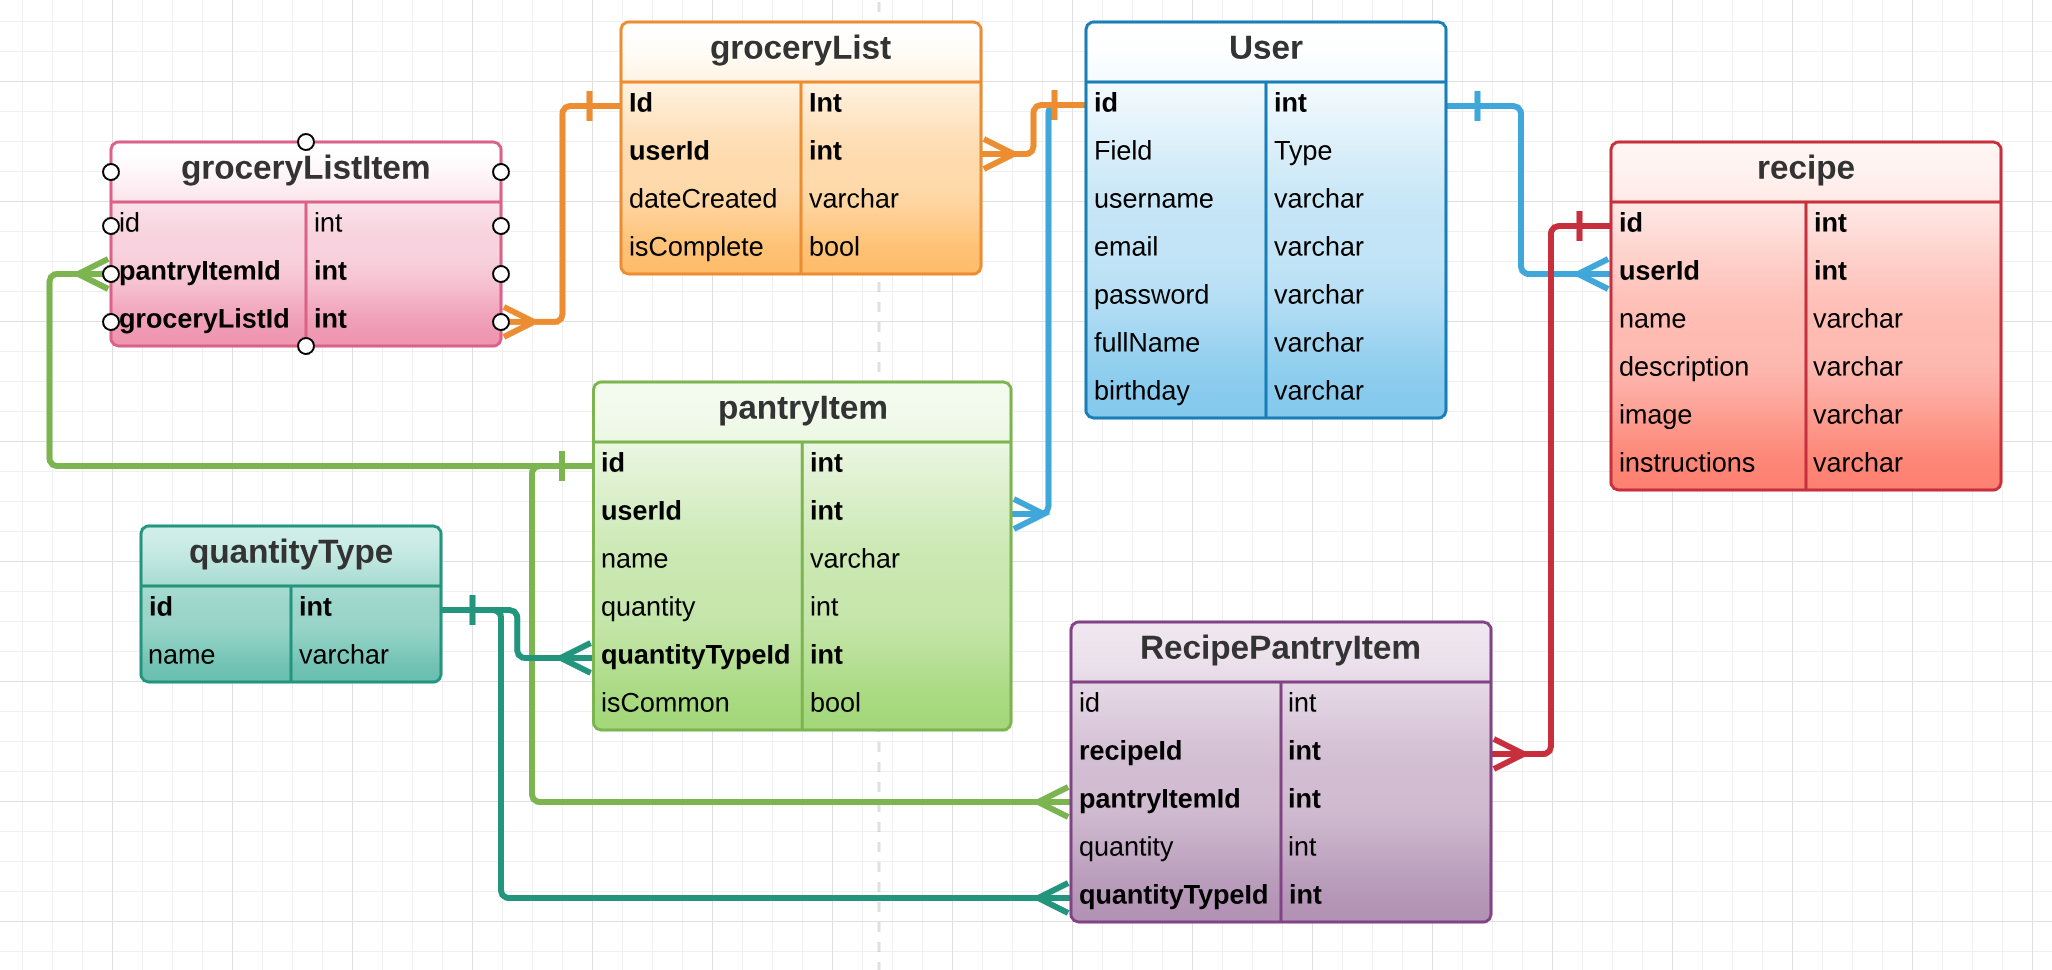 groceryList
Id Int
userId int
dateCreated varchar
isComplete bool
User
id int
Field Type
username varchar
email varchar
password varchar
fullName varchar
birthday varchar
groceryListItem
id int
pantryItemId int
groceryListId int
recipe
id int
userId int
name varchar
description varchar
image varchar
instructions varchar
pantryItem
id int
userId int
name varchar
quantity int
quantityTypeId int
isCommon bool
quantityType
id int
name varchar
RecipePantryItem
id int
recipeId int
pantryItemId int
quantity int
quantityTypeId int